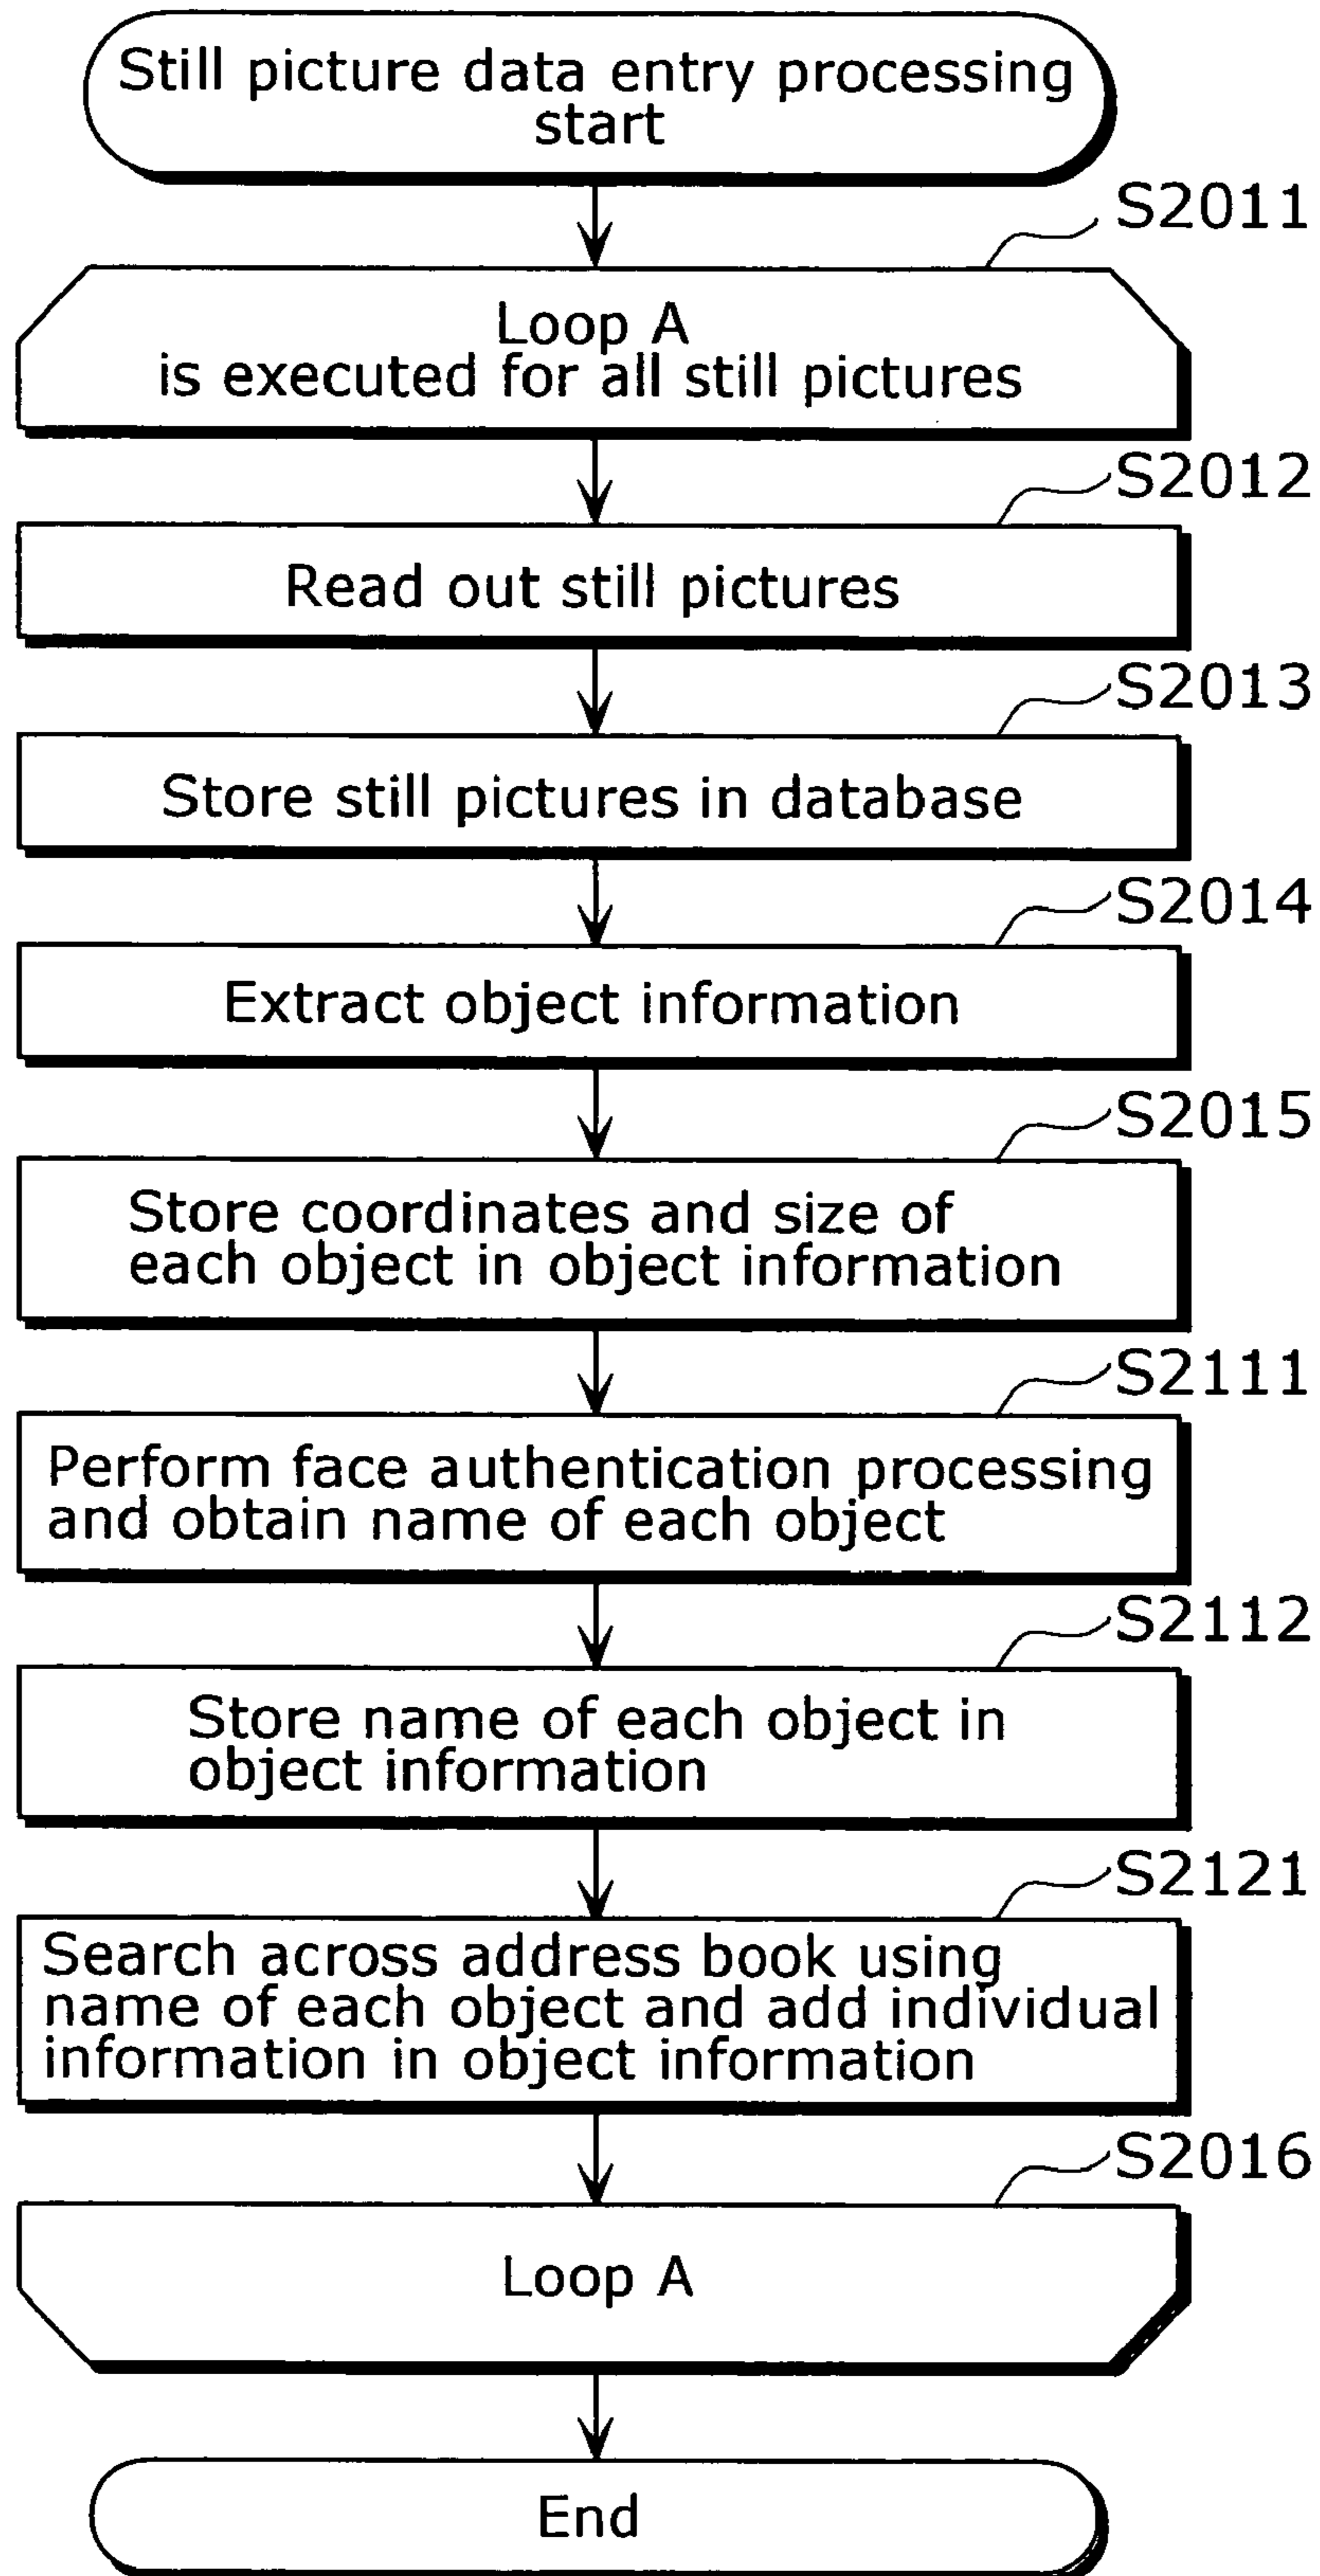 Still picture data entry processing
start
S2011
Loop A
is executed for all still pictures
S2012
Read out still pictures
S2013
Store still pictures in database
S2014
Extract object information
S2015
Store coordinates and size of
each object in object information
S2111
Perform face authentication processing
and obtain name of each object
S2112
Store name of each object in
object information
S2121
Search across address book using
name of each object and add individual
information in object information
S2016
Loop A
End